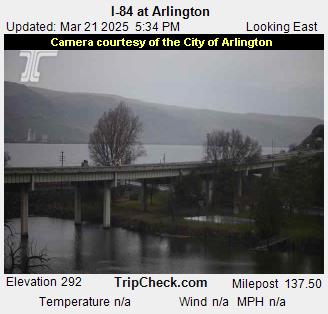 I-84 at Arlington
Updated: Mar 21 2025 5:34 PM Looking East
Camera courtesy of the City of Arlington
Elevation 292 TripCheck.com Milepost 137.50
Temperature n/a Wind n/a MPH n/a